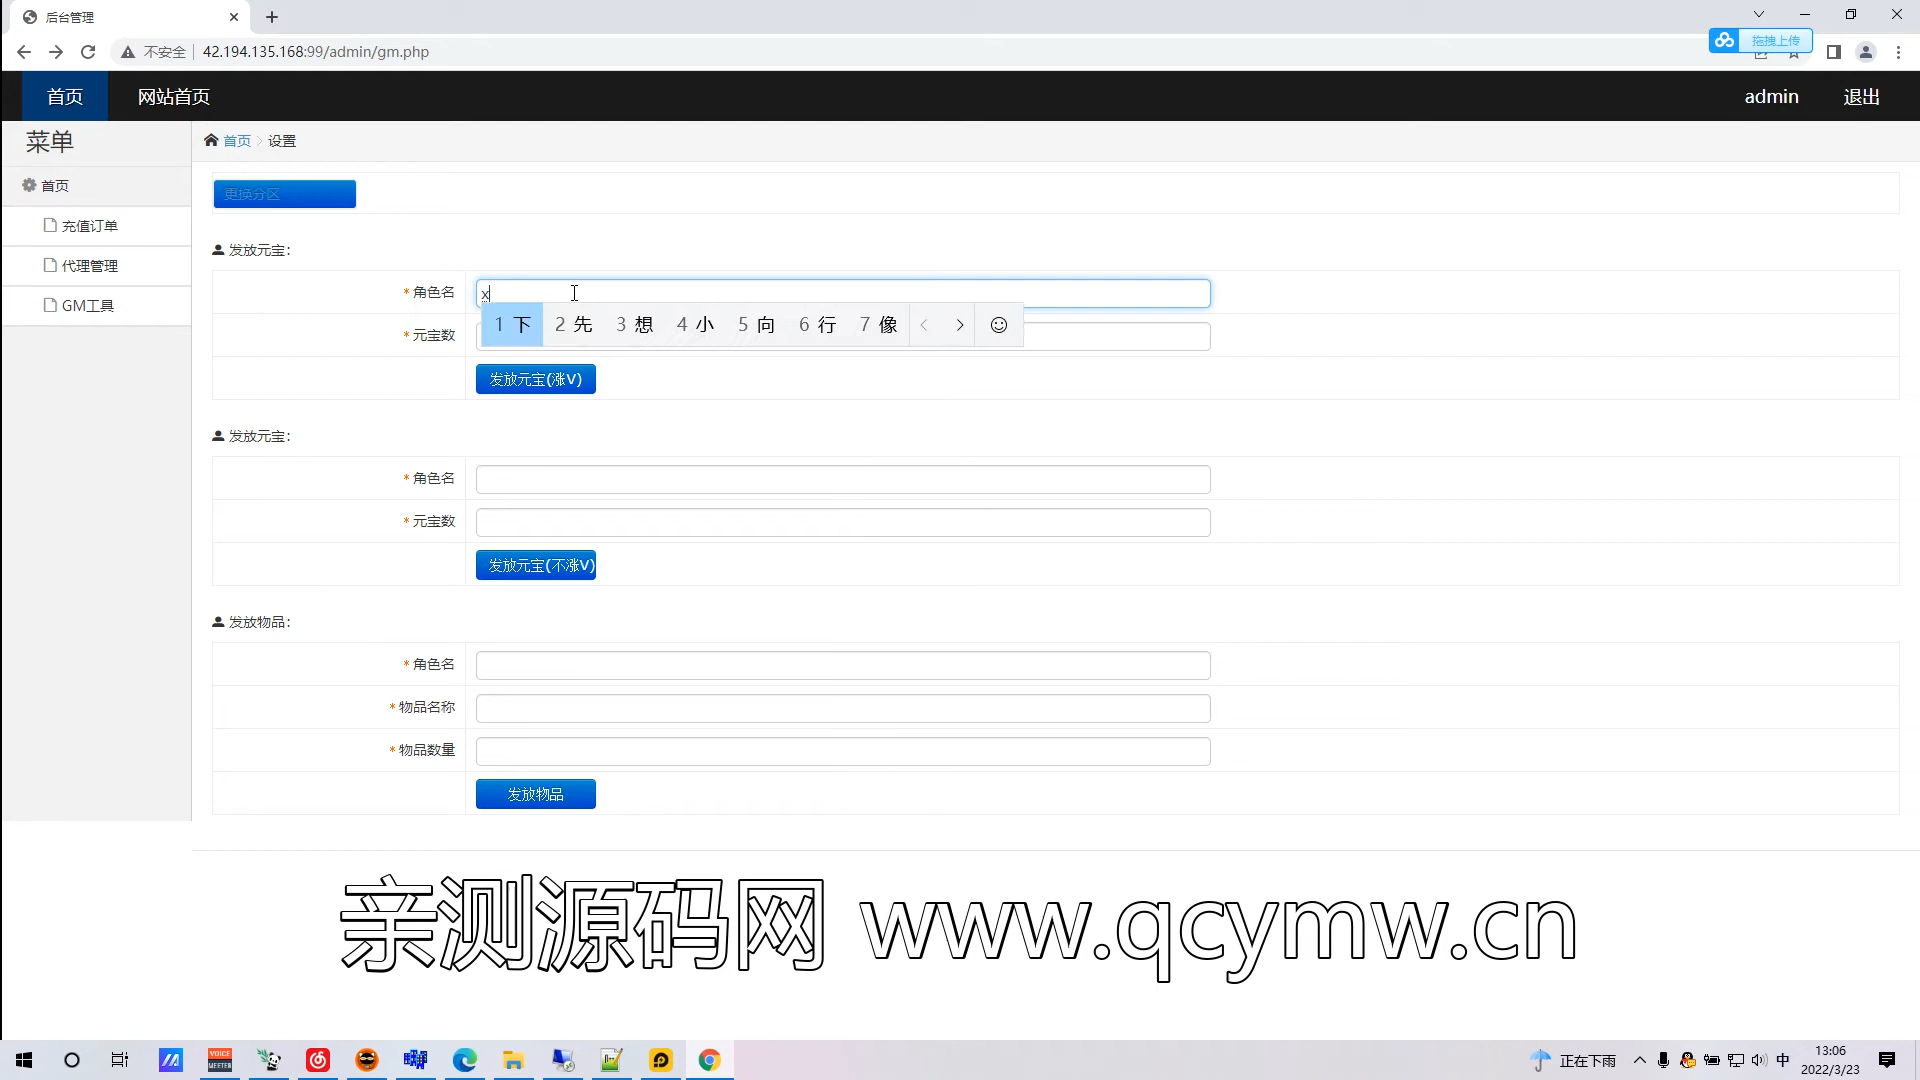 后台管理
不安全 42.194.135.168:99/admin/gm.php
拖拽上传
首页 网站首页 admin 退出
菜单
首页 设置
首页
充值订单
代理管理
GM工具
更换分区
发放元宝：
*角色名 x
1 下 2 先 3 想 4 小 5 向 6 行 7 像
*元宝数
发放元宝(涨V)
发放元宝：
*角色名
*元宝数
发放元宝(不涨V)
发放物品：
*角色名
*物品名称
*物品数量
发放物品
亲测源码网 www.qcymw.cn
VOICE
MEETER
正在下雨 中 13:06
2022/3/23